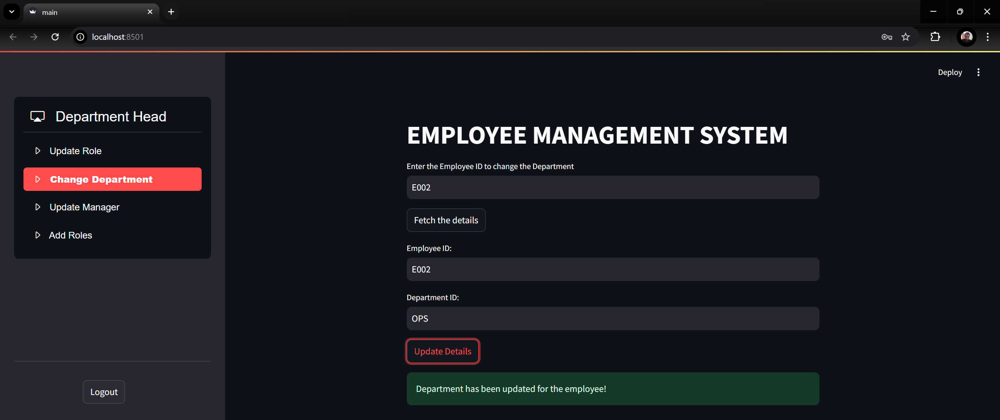 main
localhost:8501
Deploy
Department Head
Update Role
Change Department
Update Manager
Add Roles
Logout
EMPLOYEE MANAGEMENT SYSTEM
Enter the Employee ID to change the Department
E002
Fetch the details
Employee ID:
E002
Department ID:
OPS
Update Details
Department has been updated for the employee!